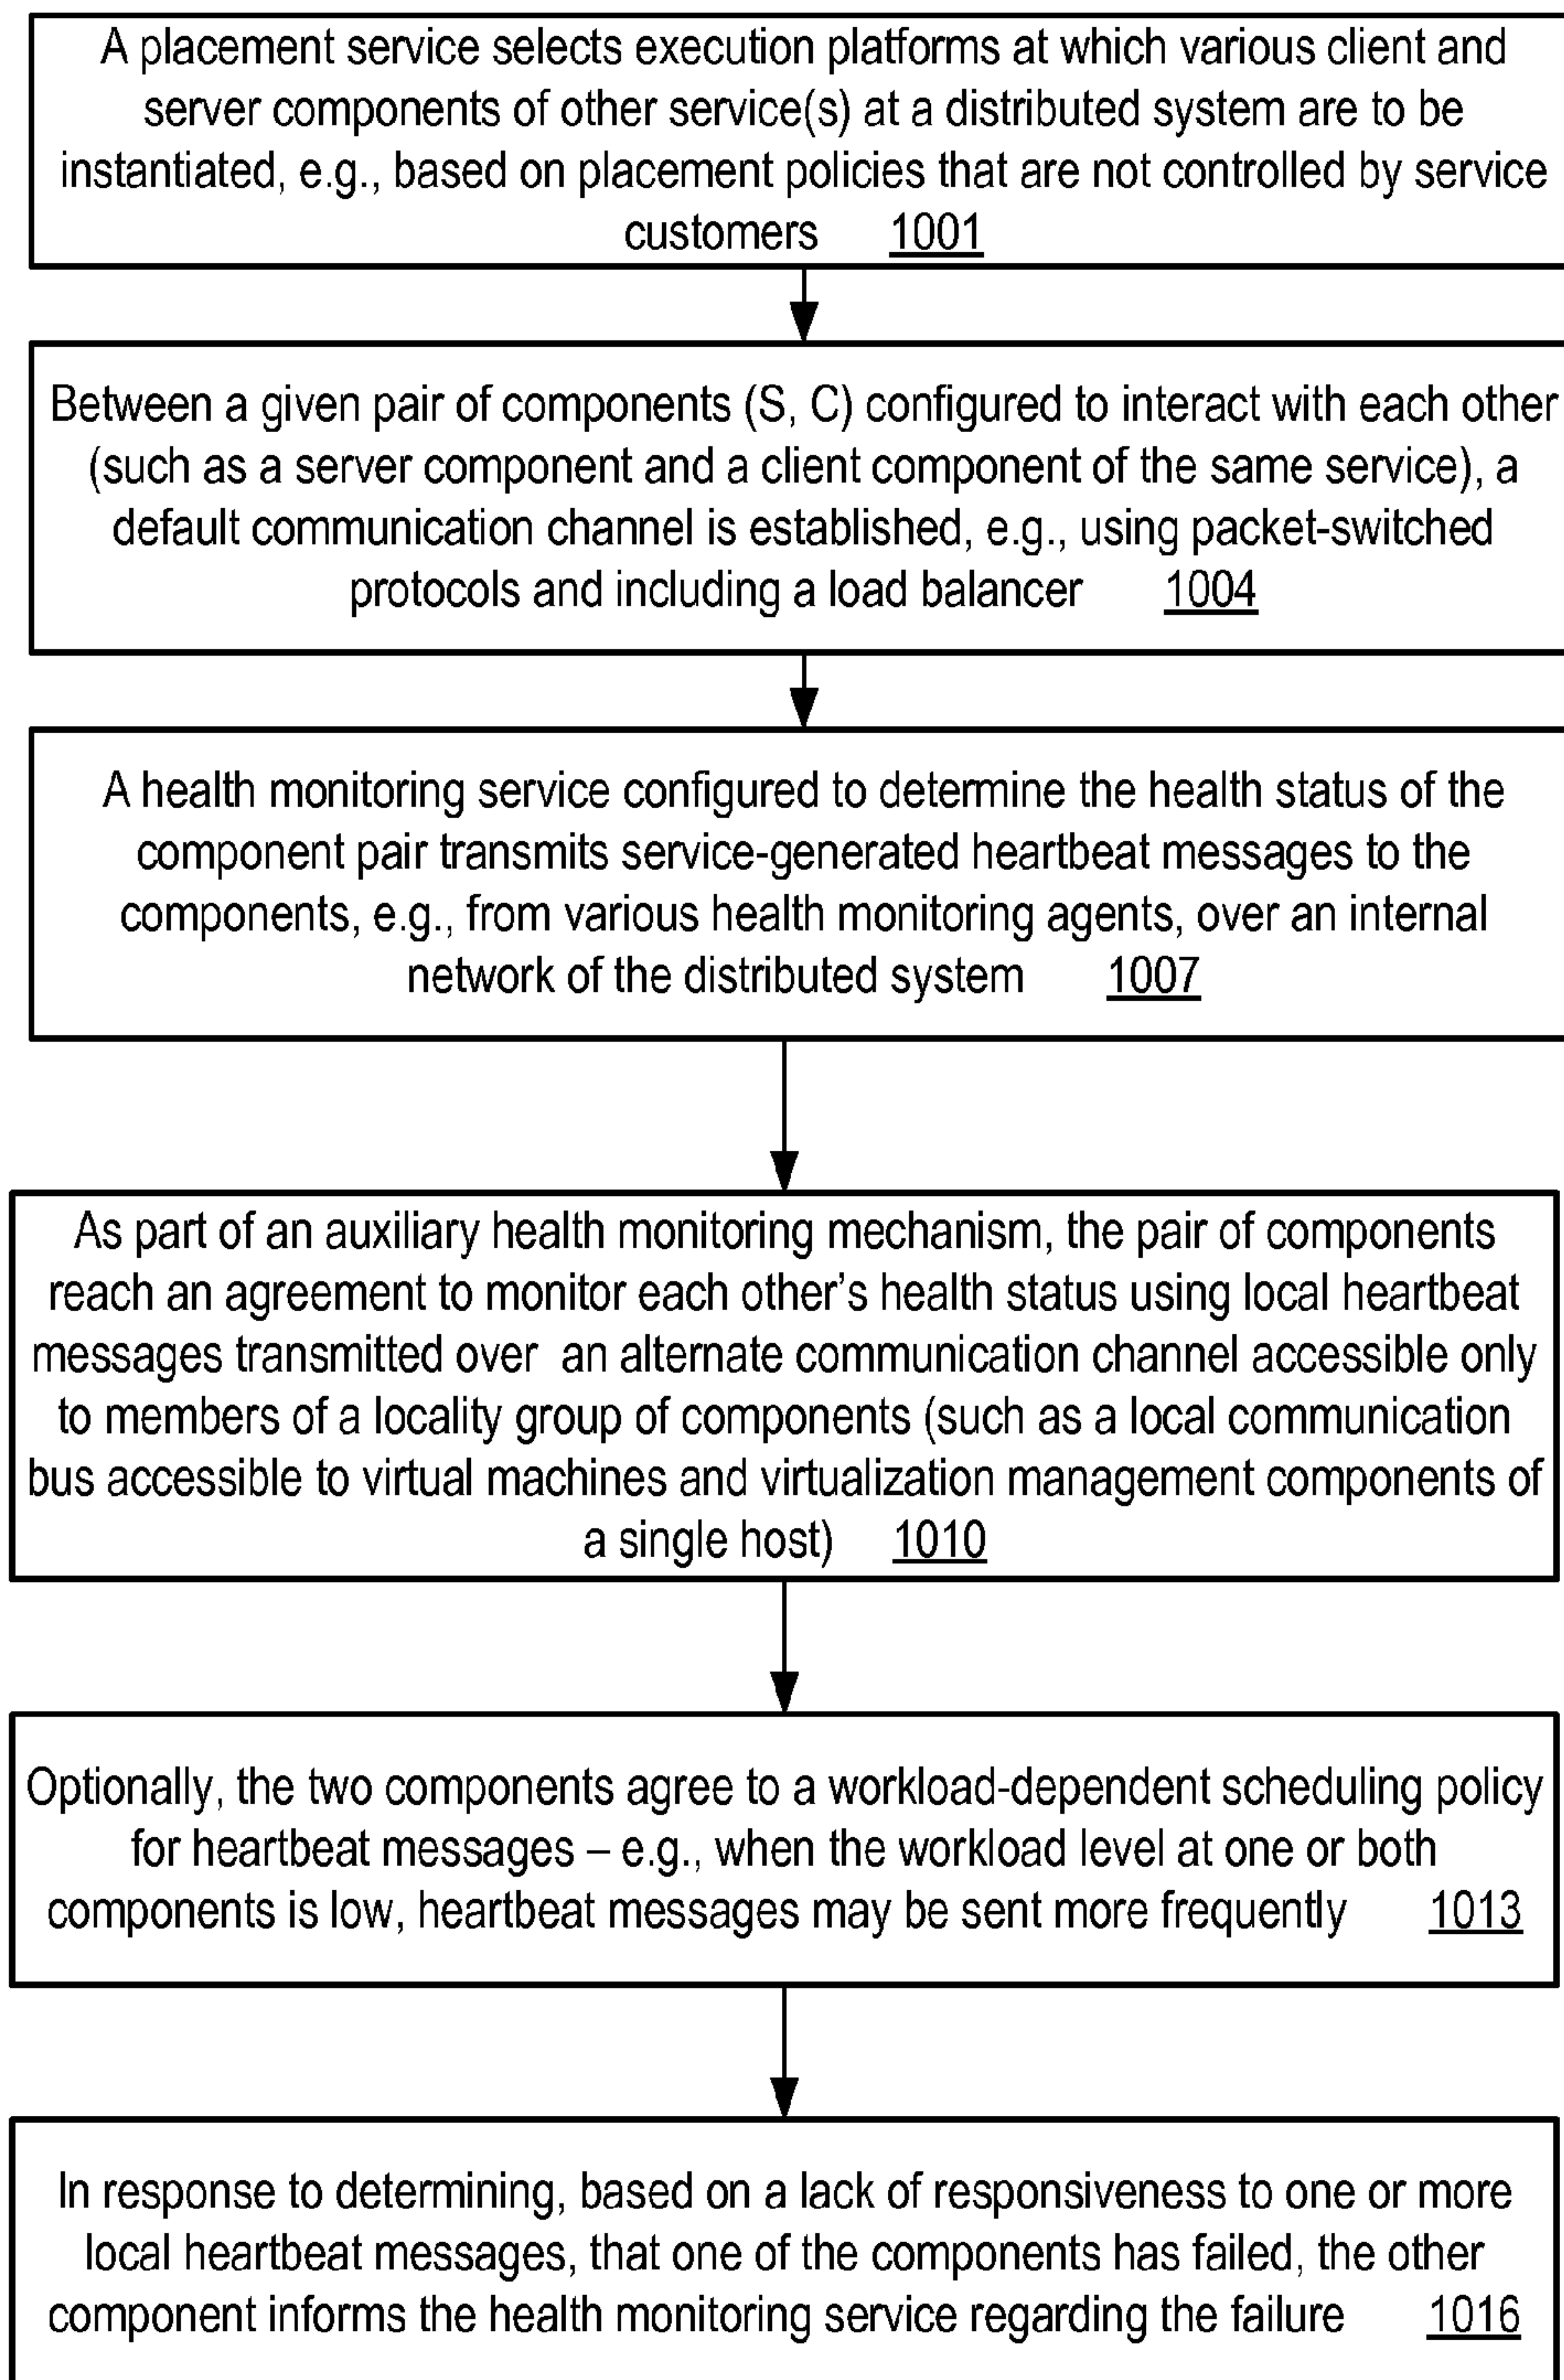 A placement service selects execution platforms at which various client and
server components of other service(s) at a distributed system are to be
instantiated, e.g., based on placement policies that are not controlled by service
customers 1001
Between a given pair of components (S, C) configured to interact with each other
(such as a server component and a client component of the same service), a
default communication channel is established, e.g., using packet-switched
protocols and including a load balancer 1004
A health monitoring service configured to determine the health status of the
component pair transmits service-generated heartbeat messages to the
components, e.g., from various health monitoring agents, over an internal
network of the distributed system 1007
As part of an auxiliary health monitoring mechanism, the pair of components
reach an agreement to monitor each other’s health status using local heartbeat
messages transmitted over an alternate communication channel accessible only
to members of a locality group of components (such as a local communication
bus accessible to virtual machines and virtualization management components of
a single host) 1010
Optionally, the two components agree to a workload-dependent scheduling policy
for heartbeat messages – e.g., when the workload level at one or both
components is low, heartbeat messages may be sent more frequently 1013
In response to determining, based on a lack of responsiveness to one or more
local heartbeat messages, that one of the components has failed, the other
component informs the health monitoring service regarding the failure 1016